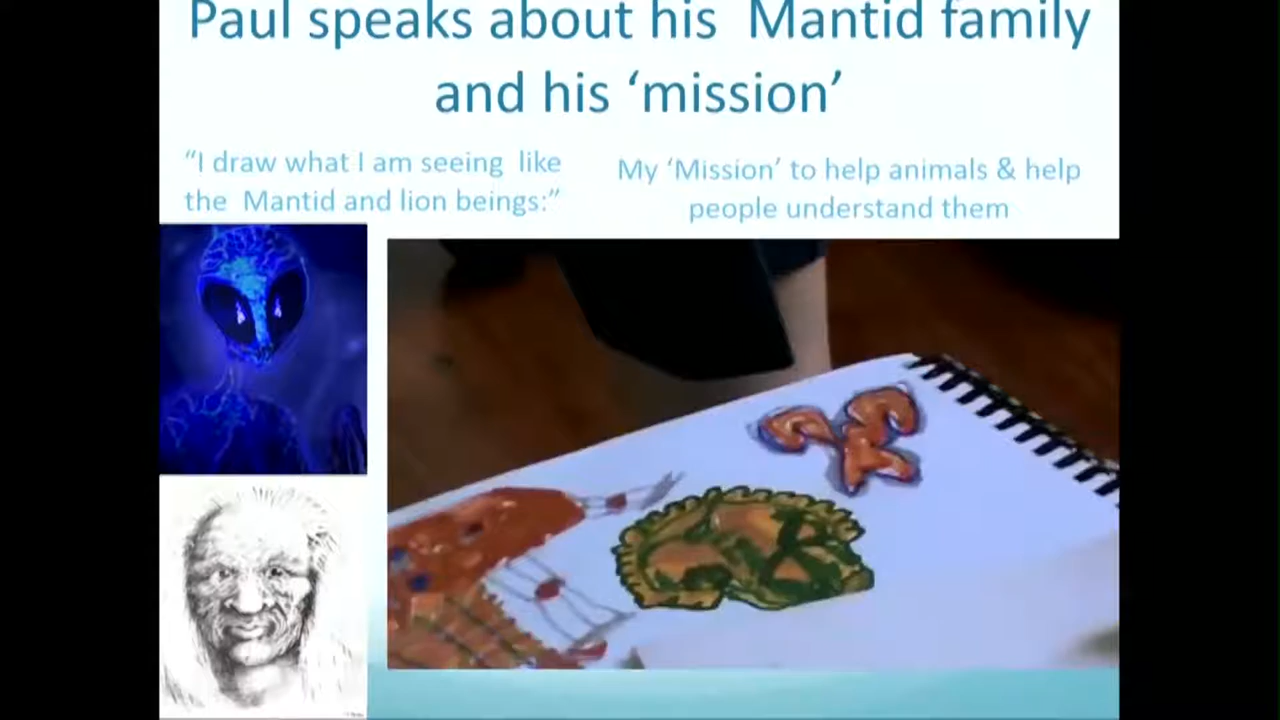 Paul speaks about his Mantid family
and his ‘mission’
“I draw what I am seeing like
the Mantid and lion beings:”
My ‘Mission’ to help animals & help
people understand them